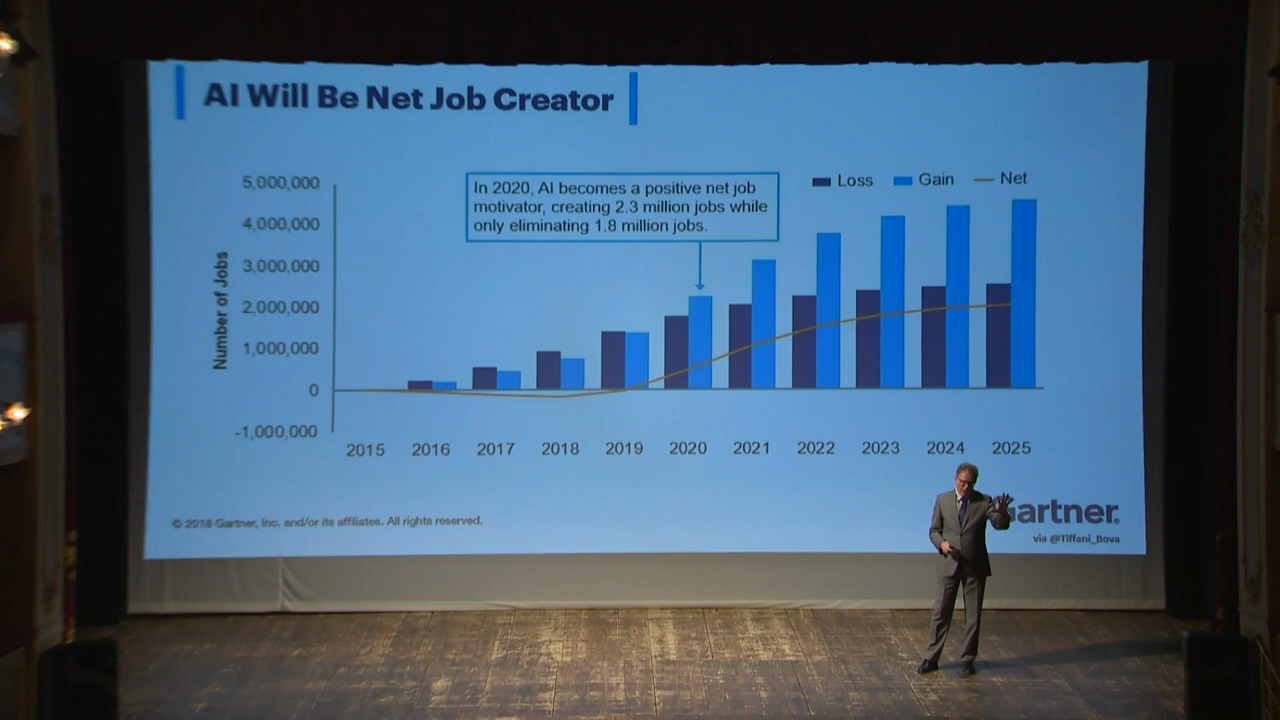 AI Will Be Net Job Creator
In 2020, AI becomes a positive net job
motivator, creating 2.3 million jobs while
only eliminating 1.8 million jobs.
Loss Gain Net
Number of Jobs
5,000,000
4,000,000
3,000,000
2,000,000
1,000,000
0
-1,000,000
2015 2016 2017 2018 2019 2020 2021 2022 2023 2024 2025
© 2018 Gartner, Inc. and/or its affiliates. All rights reserved.
Gartner.
via @Tiffani_Bova